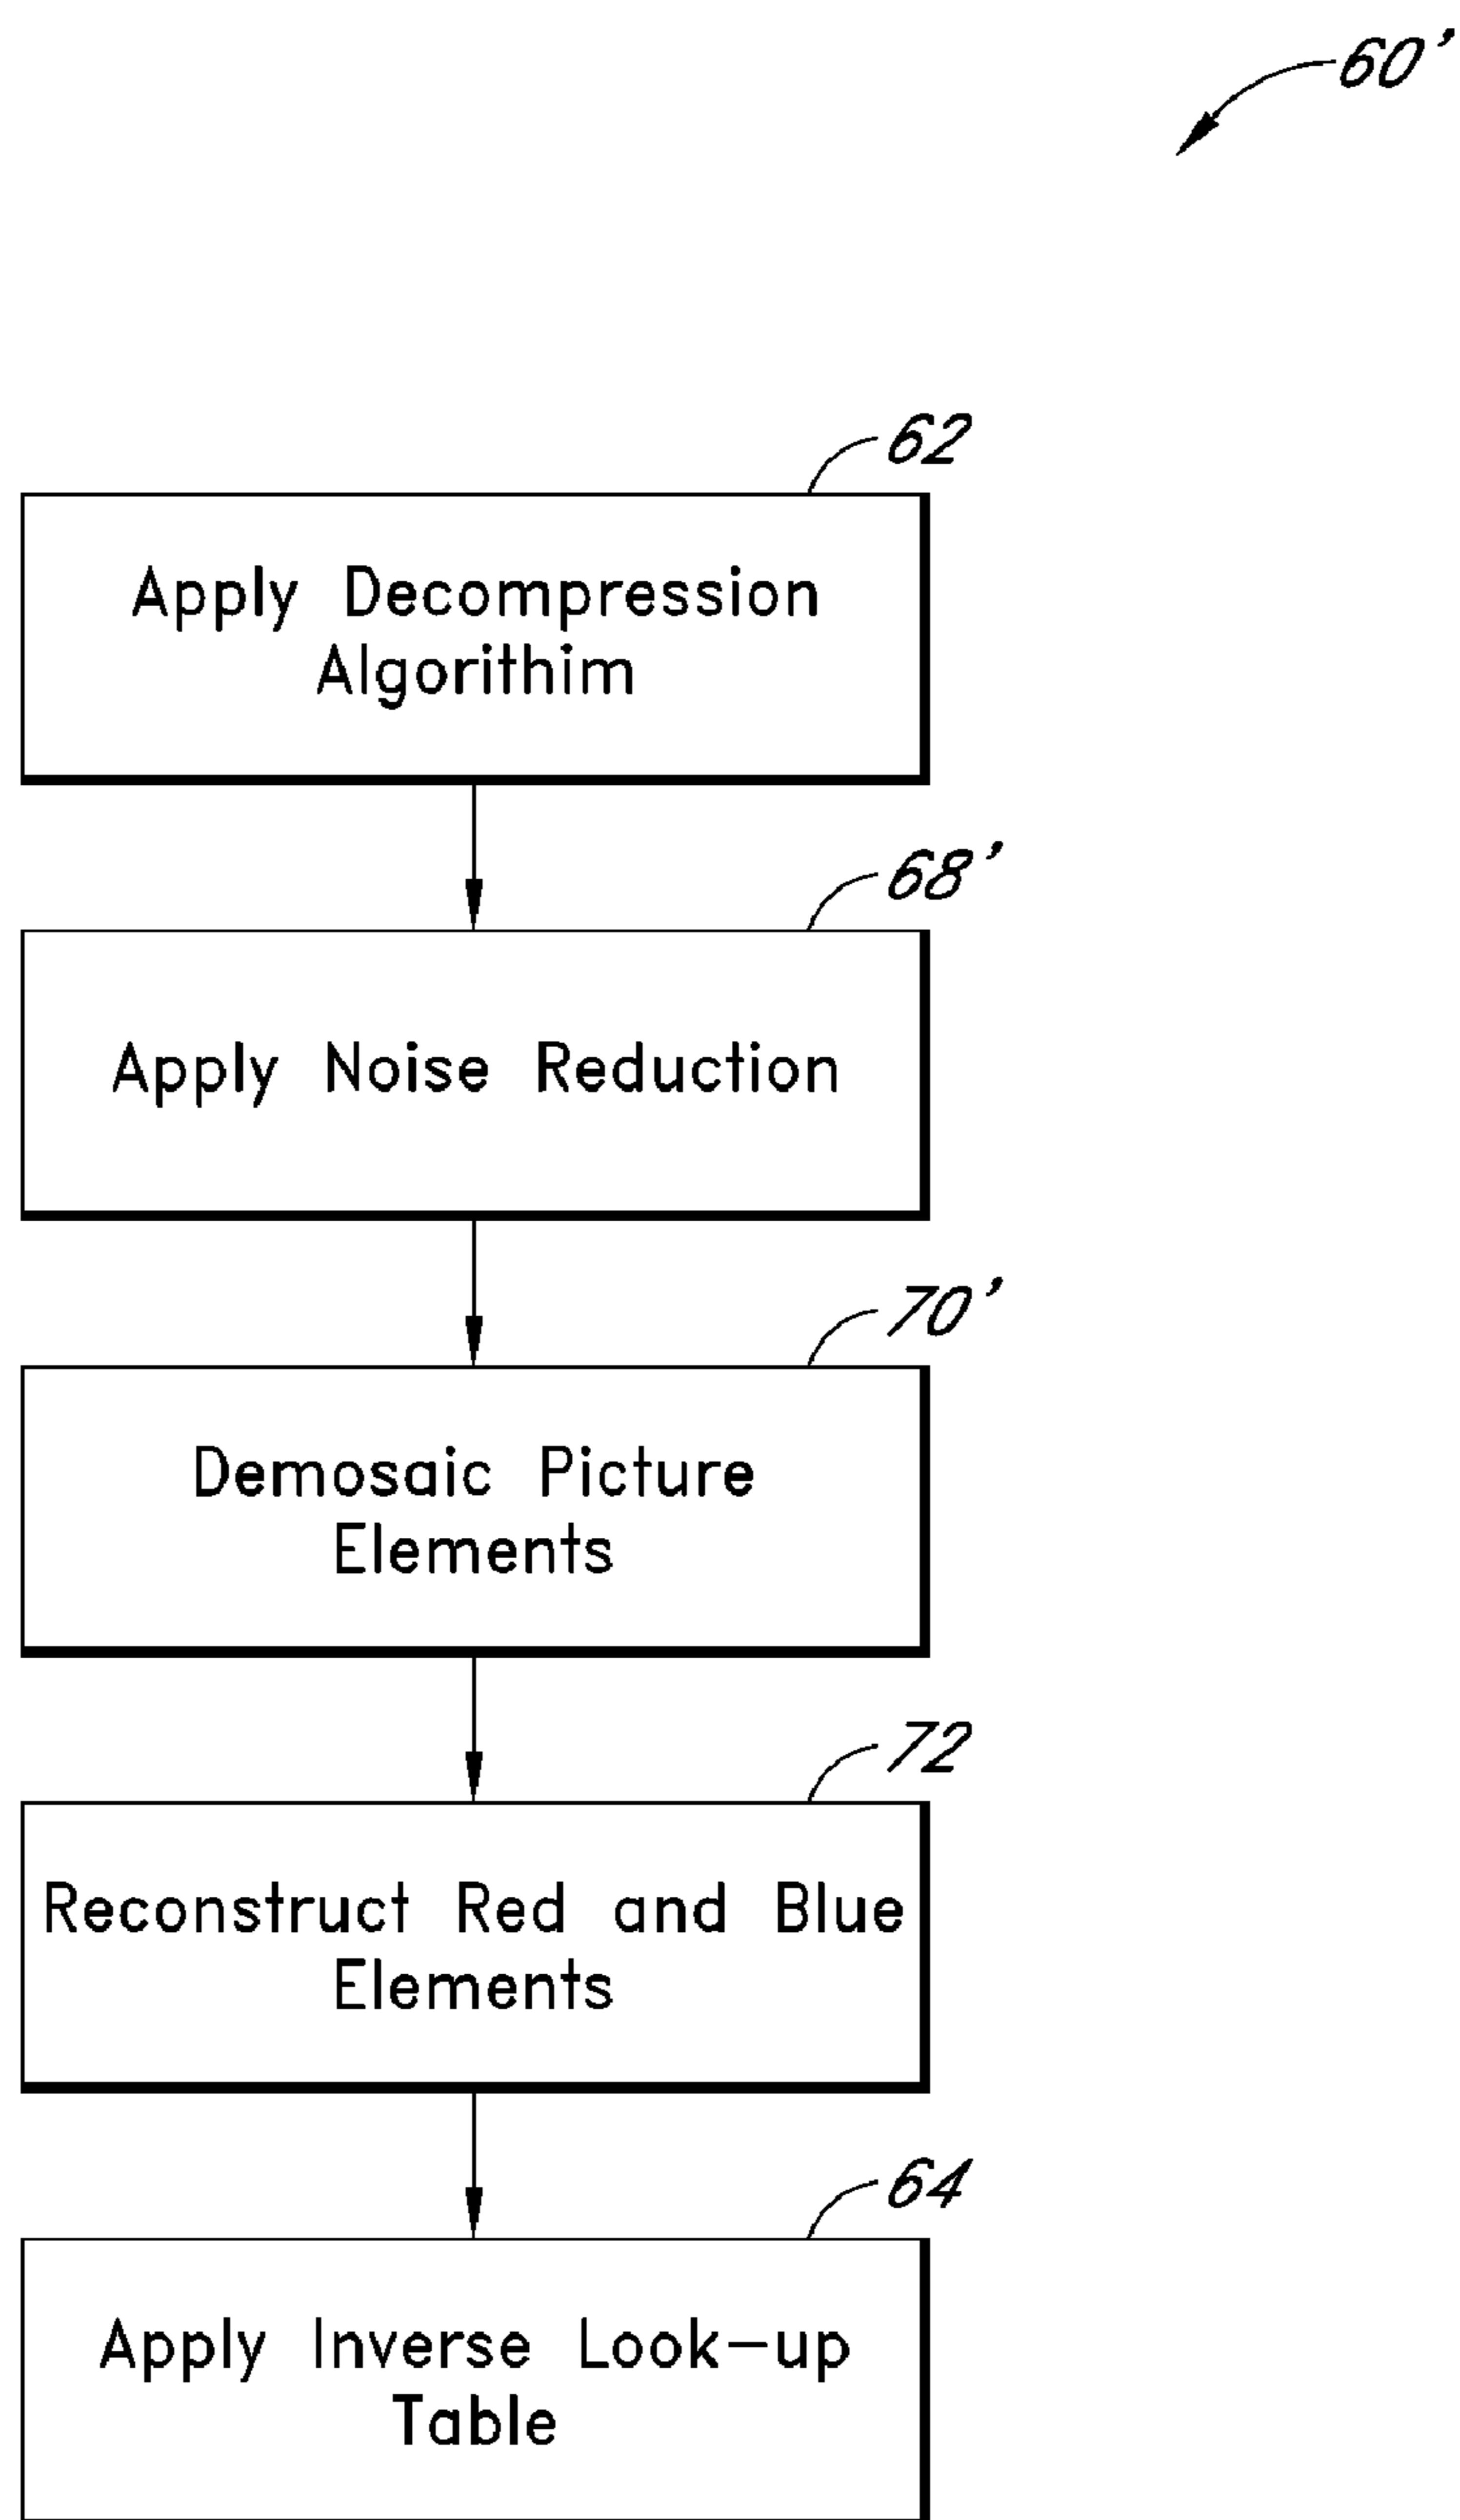 60'
62
Apply Decompression
Algorithim
68'
Apply Noise Reduction
70'
Demosaic Picture
Elements
72
Reconstruct Red and Blue
Elements
64
Apply Inverse Look-up
Table